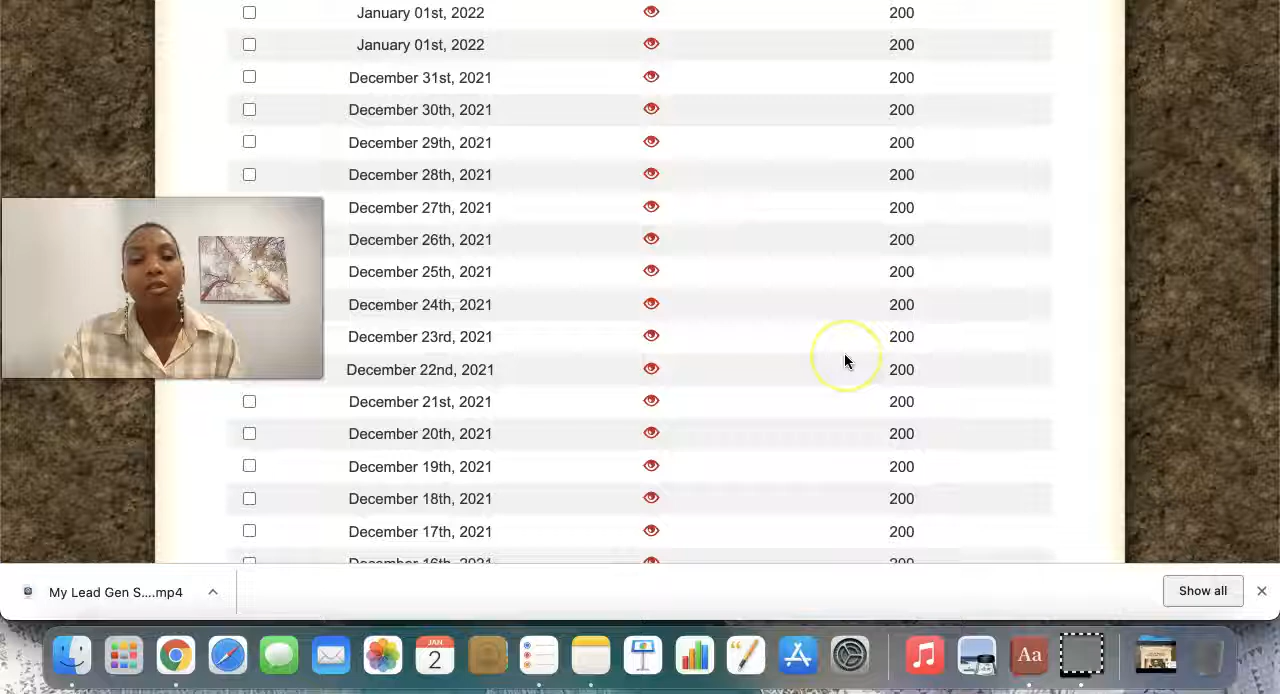 January 01st, 2022 200
January 01st, 2022 200
December 31st, 2021 200
December 30th, 2021 200
December 29th, 2021 200
December 28th, 2021 200
December 27th, 2021 200
December 26th, 2021 200
December 25th, 2021 200
December 24th, 2021 200
December 23rd, 2021 200
December 22nd, 2021 200
December 21st, 2021 200
December 20th, 2021 200
December 19th, 2021 200
December 18th, 2021 200
December 17th, 2021 200
December 16th, 2021 200
My Lead Gen S....mp4 Show all
JAN
2
Aa